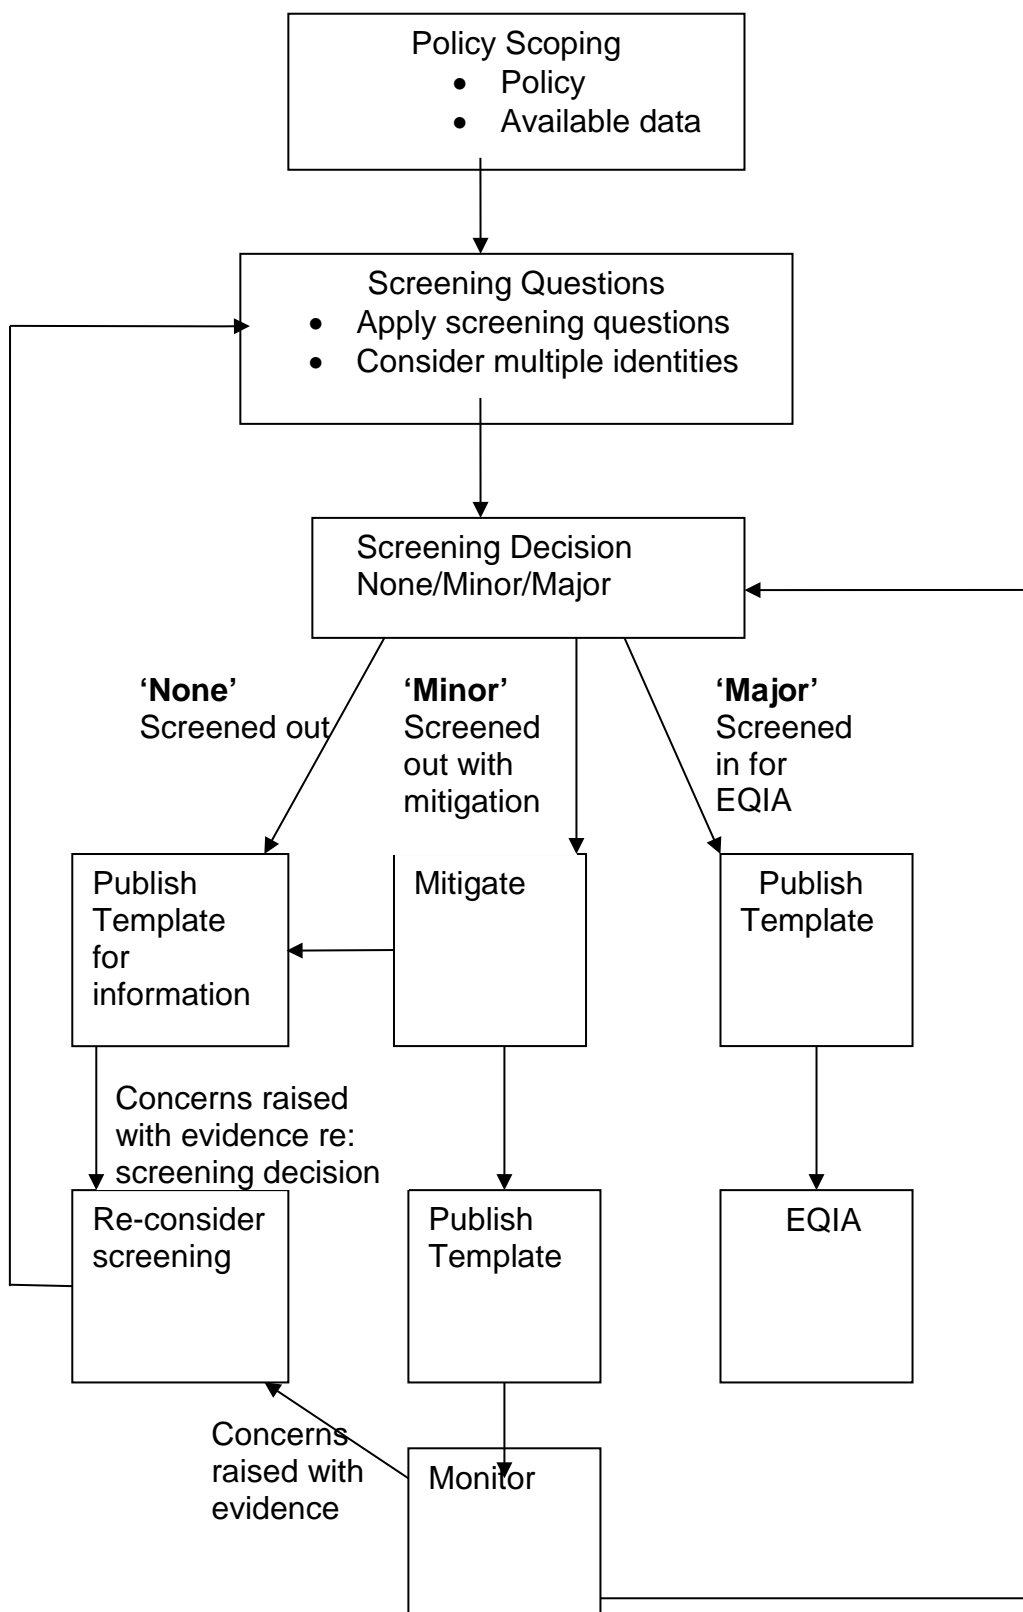 Policy Scoping
• Policy
• Available data
Screening Questions
• Apply screening questions
• Consider multiple identities
Screening Decision
None/Minor/Major
‘None’
Screened out
‘Minor’
Screened
out with
mitigation
‘Major’
Screened
in for
EQIA
Publish
Template
for
information
Mitigate
Publish
Template
Concerns raised
with evidence re:
screening decision
Re-consider
screening
Publish
Template
EQIA
Concerns
raised with
evidence
Monitor